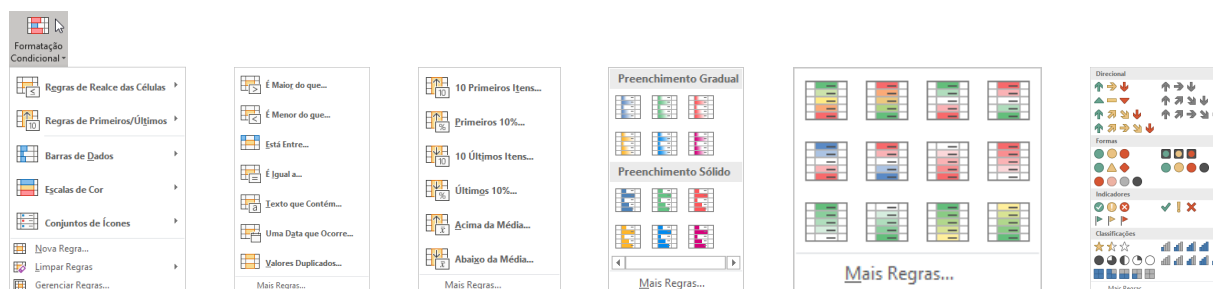 Formatação
Condicional
Regras de Realce das Células
Regras de Primeiros/Últimos
Barras de Dados
Escalas de Cor
Conjuntos de Ícones
Nova Regra...
Limpar Regras
Gerenciar Regras...
É Maior do que...
É Menor do que...
Está Entre...
É Igual a...
Texto que Contém...
Uma Data que Ocorre...
Valores Duplicados...
Mais Regras...
10 Primeiros Itens...
Primeiros 10%...
10 Últimos Itens...
Últimos 10%...
Acima da Média...
Abaixo da Média...
Mais Regras...
Preenchimento Gradual
Preenchimento Sólido
Mais Regras...
Mais Regras...
Direcional
Formas
Indicadores
Classificações
Mais Regras...